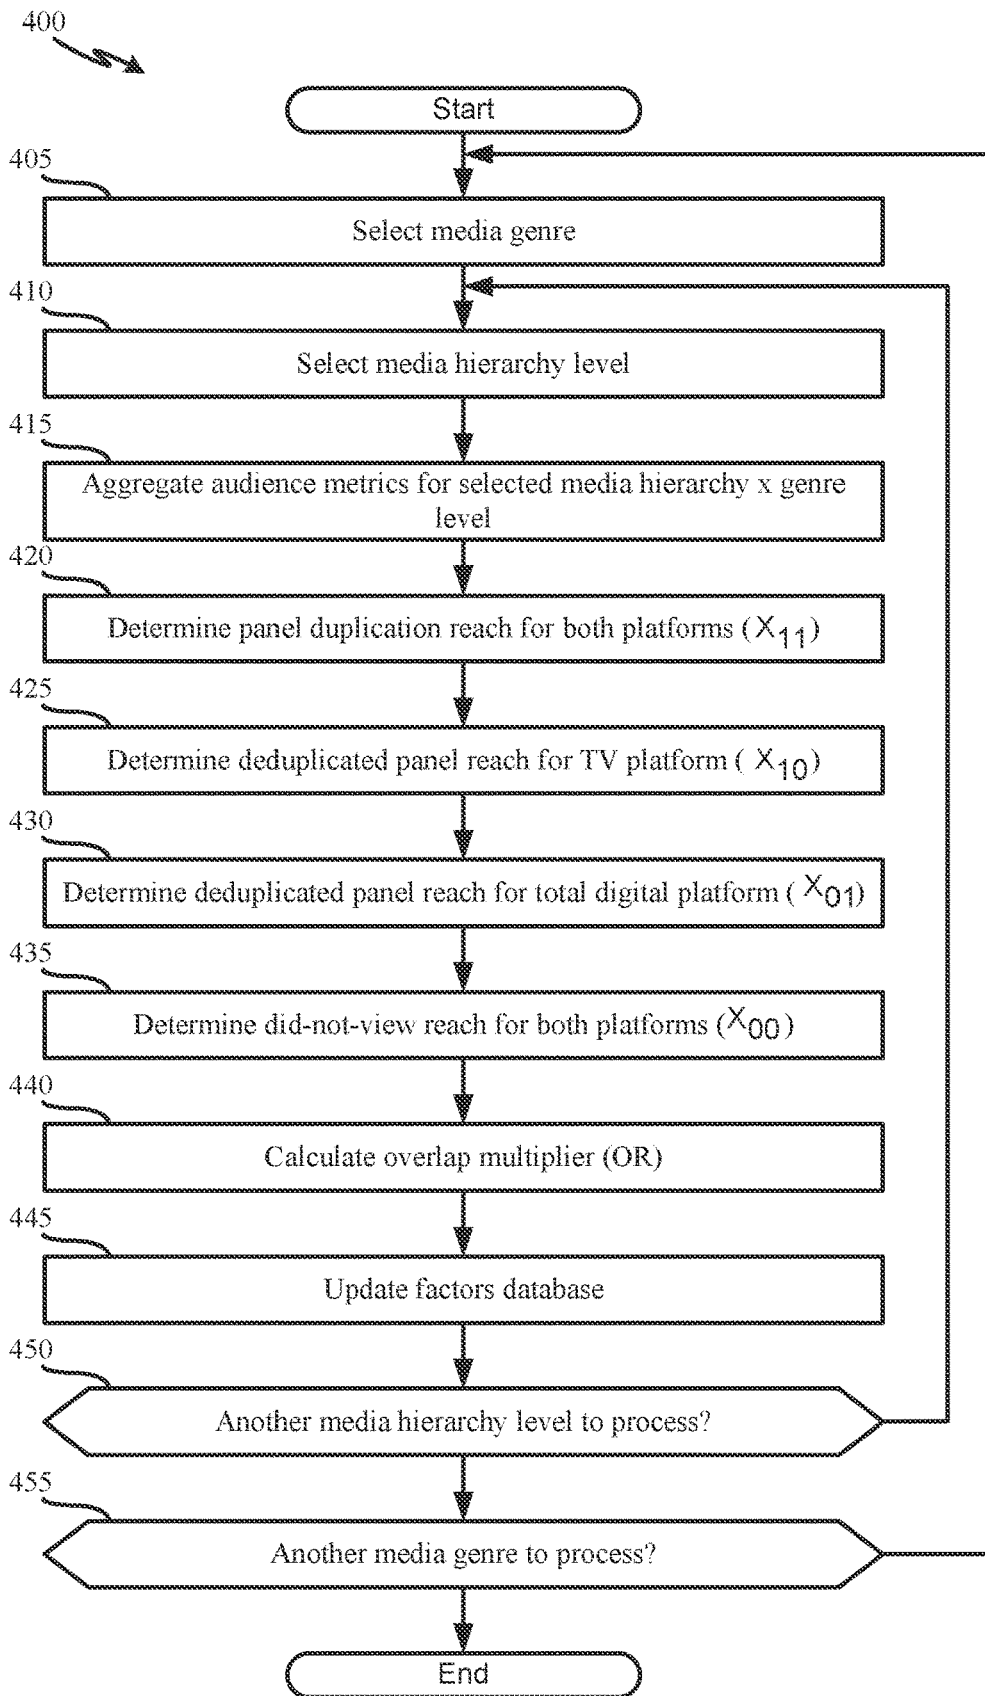 400
Start
405
Select media genre
410
Select media hierarchy level
415
Aggregate audience metrics for selected media hierarchy x genre
level
420
Determine panel duplication reach for both platforms (X11)
425
Determine deduplicated panel reach for TV platform ( X10)
430
Determine deduplicated panel reach for total digital platform ( X01)
435
Determine did-not-view reach for both platforms (X00)
440
Calculate overlap multiplier (OR)
445
Update factors database
450
Another media hierarchy level to process?
455
Another media genre to process?
End